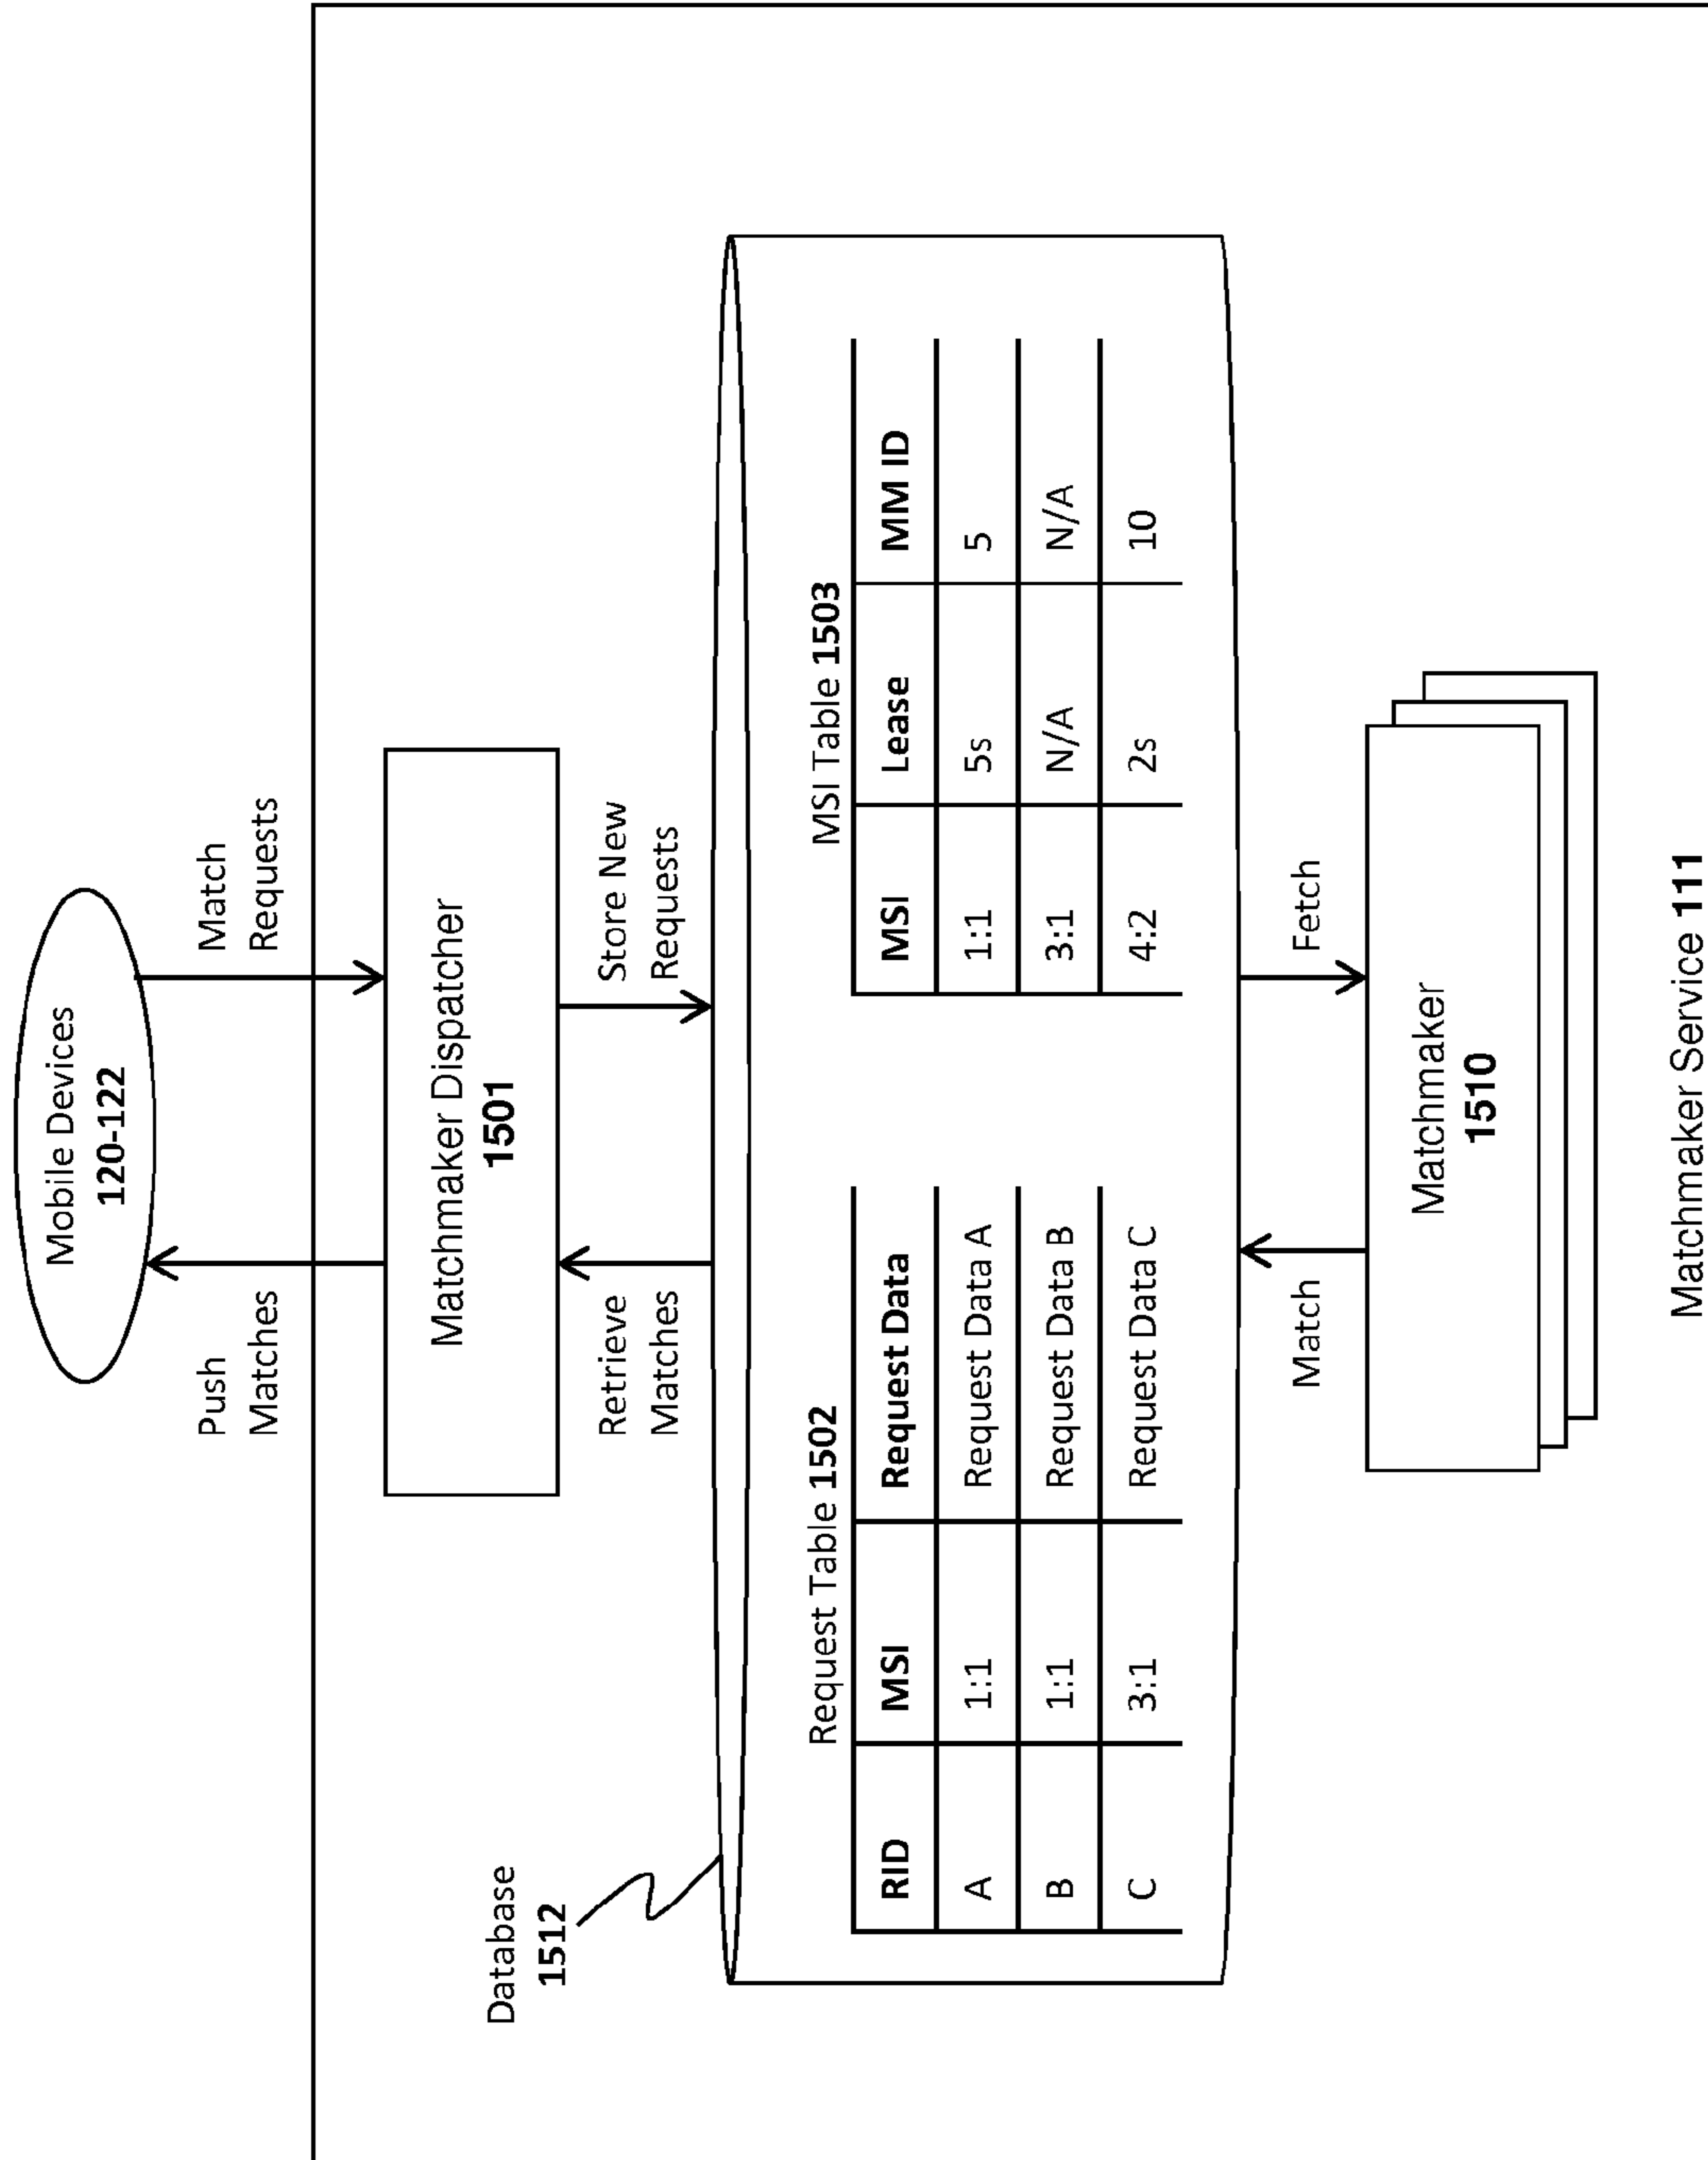 Mobile Devices
120-122
Push
Matches
Match
Requests
Matchmaker Dispatcher
1501
Database
1512
Retrieve
Matches
Store New
Requests
Request Table 1502
RID MSI Request Data
A 1:1 Request Data A
B 1:1 Request Data B
C 3:1 Request Data C
MSI Table 1503
MSI Lease MM ID
1:1 5s 5
3:1 N/A N/A
4:2 2s 10
Match
Fetch
Matchmaker
1510
Matchmaker Service 111